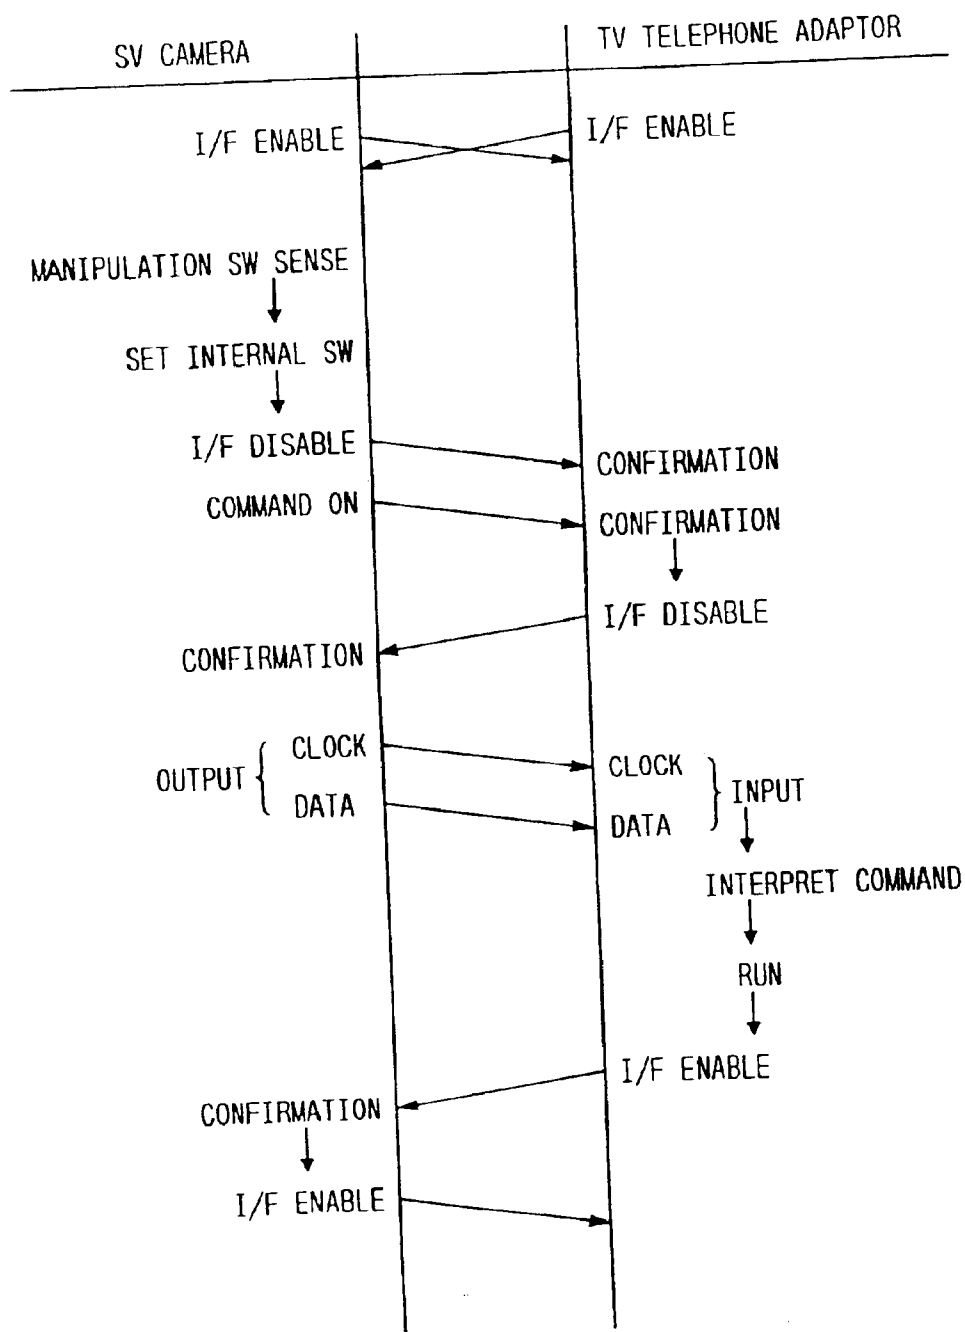 SV CAMERA
TV TELEPHONE ADAPTOR
I/F ENABLE
I/F ENABLE
MANIPULATION SW SENSE
SET INTERNAL SW
I/F DISABLE
CONFIRMATION
COMMAND ON
CONFIRMATION
I/F DISABLE
CONFIRMATION
CLOCK
CLOCK
OUTPUT
INPUT
DATA
DATA
INTERPRET COMMAND
RUN
I/F ENABLE
CONFIRMATION
I/F ENABLE